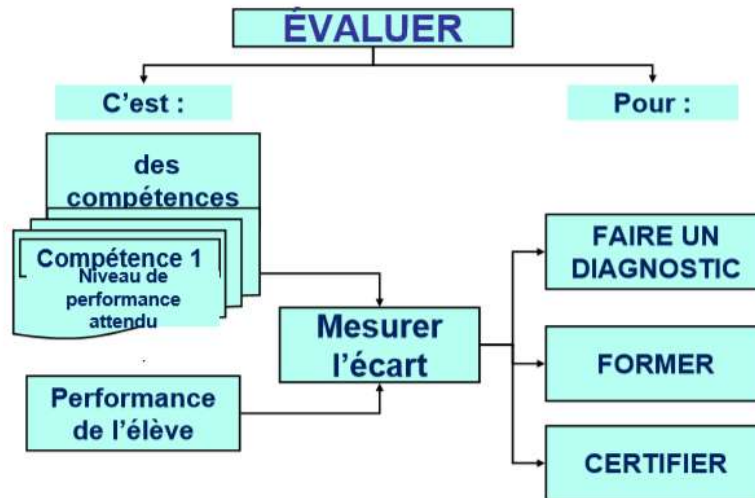 ÉVALUER
C'est :
Pour :
des
compétences
Compétence 1
Niveau de
performance
attendu
Mesurer
l'écart
Performance
de l'élève
FAIRE UN
DIAGNOSTIC
FORMER
CERTIFIER